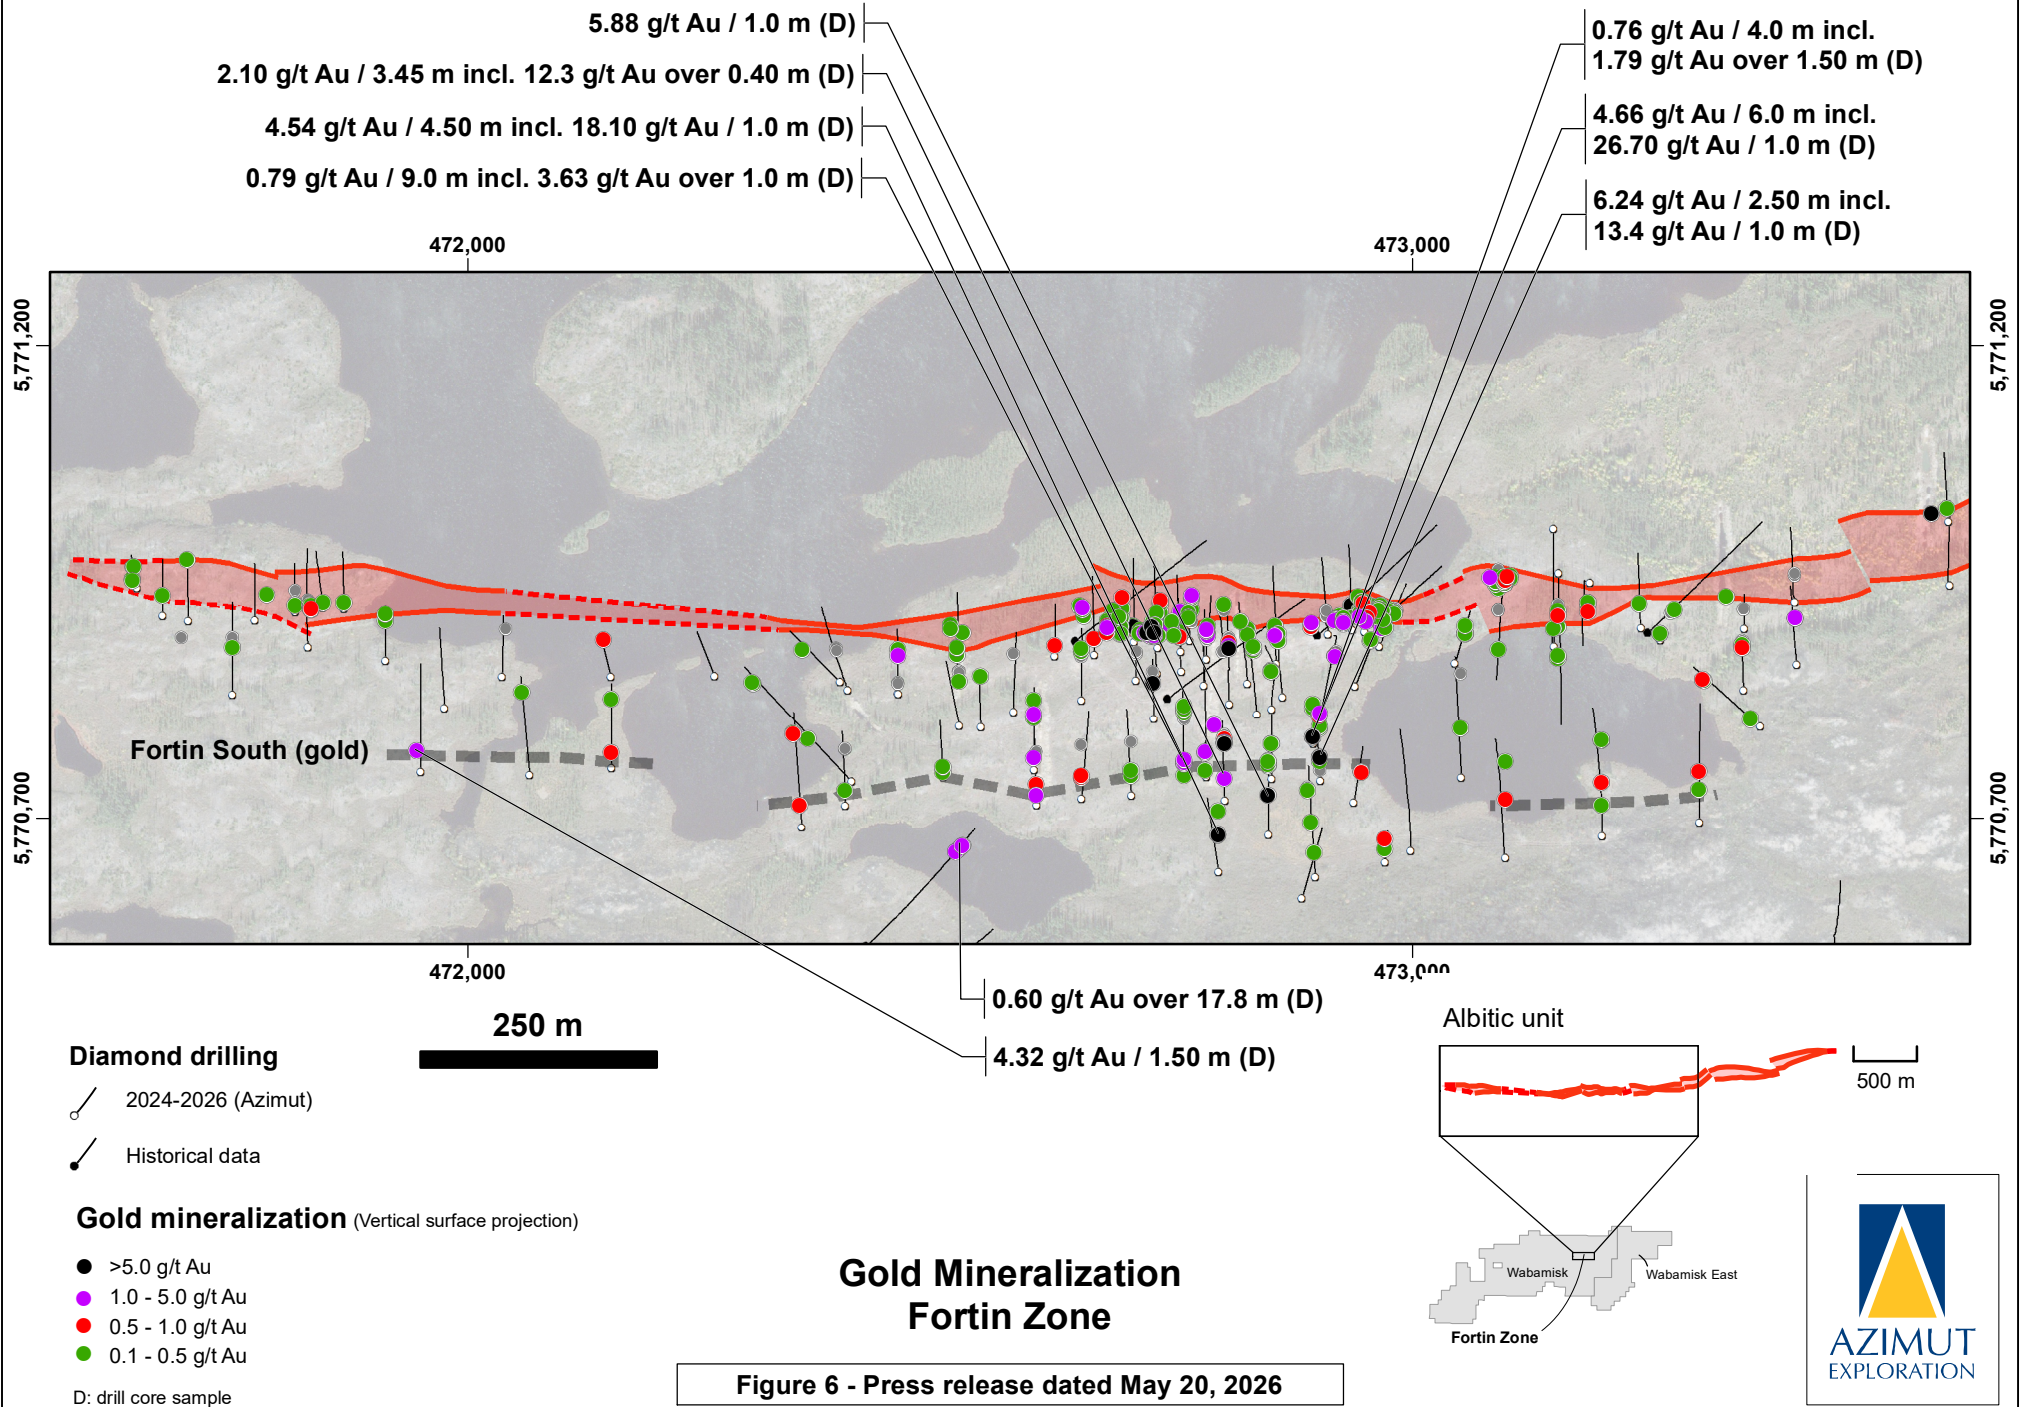 5.88 g/t Au / 1.0 m (D)
2.10 g/t Au / 3.45 m incl. 12.3 g/t Au over 0.40 m (D)
4.54 g/t Au / 4.50 m incl. 18.10 g/t Au / 1.0 m (D)
0.79 g/t Au / 9.0 m incl. 3.63 g/t Au over 1.0 m (D)
0.76 g/t Au / 4.0 m incl.
1.79 g/t Au over 1.50 m (D)
4.66 g/t Au / 6.0 m incl.
26.70 g/t Au / 1.0 m (D)
6.24 g/t Au / 2.50 m incl.
13.4 g/t Au / 1.0 m (D)
472,000
473,000
5,771,200
5,771,200
Fortin South (gold)
5,770,700
5,770,700
472,000
473,000
0.60 g/t Au over 17.8 m (D)
4.32 g/t Au / 1.50 m (D)
250 m
Diamond drilling
2024-2026 (Azimut)
Historical data
Gold mineralization (Vertical surface projection)
>5.0 g/t Au
1.0 - 5.0 g/t Au
0.5 - 1.0 g/t Au
0.1 - 0.5 g/t Au
D: drill core sample
Gold Mineralization
Fortin Zone
Figure 6 - Press release dated May 20, 2026
Albitic unit
500 m
Wabamisk
Wabamisk East
Fortin Zone
AZIMUT
EXPLORATION